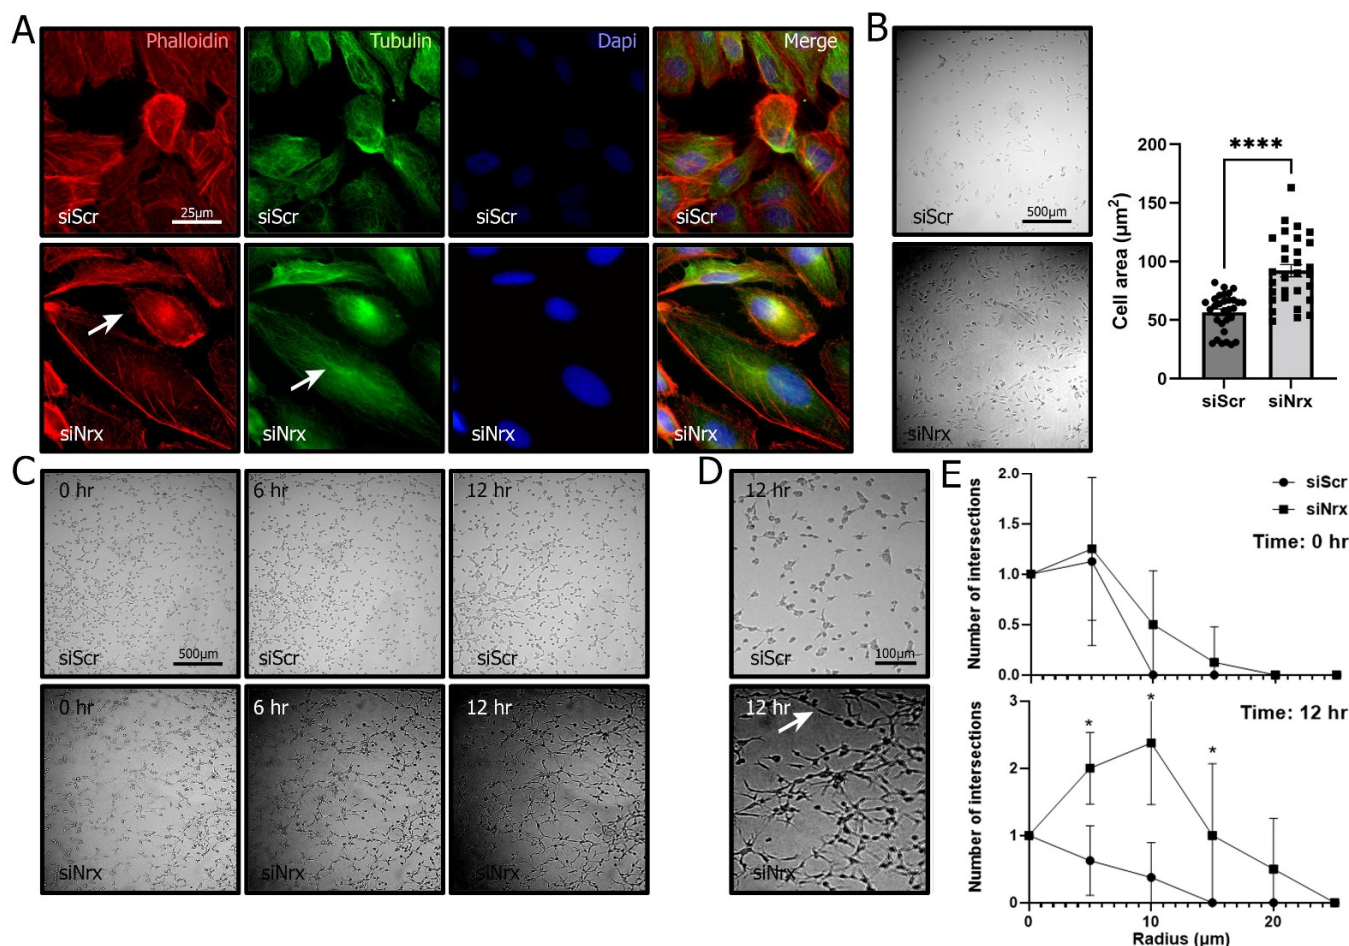 A
Phalloidin
Tubulin
Dapi
Merge
siScr
25µm
siScr
siScr
siNrx
siNrx
siNrx
B
siScr
500µm
siNrx
Cell area (µm²)
200
150
100
50
0
****
siScr
siNrx
C
0 hr
6 hr
12 hr
siScr
500µm
siScr
siScr
0 hr
6 hr
12 hr
siNrx
siNrx
siNrx
D
12 hr
siScr
100µm
12 hr
siNrx
E
Number of intersections
2.0
1.5
1.0
0.5
0.0
siScr
siNrx
Time: 0 hr
Number of intersections
3
2
1
0
Time: 12 hr
*
*
*
0
10
20
Radius (µm)